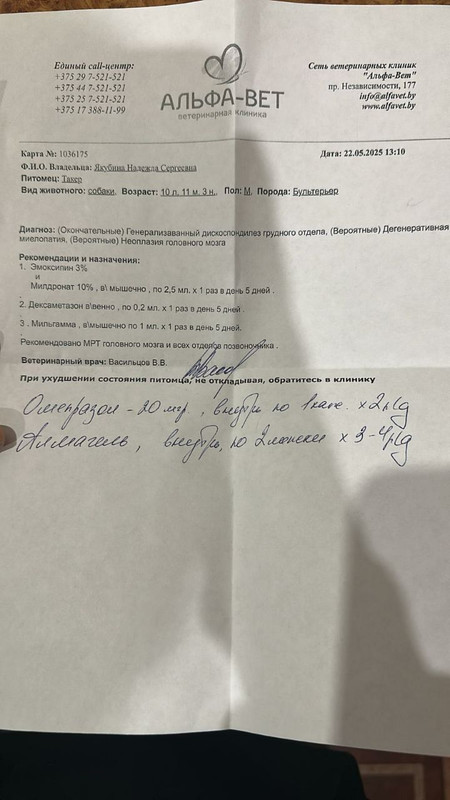 Единый call-центр:
+375 29 7-521-521
+375 44 7-521-521
+375 25 7-521-521
+375 17 388-11-99
АЛЬФА-ВЕТ
ветеринарная клиника
Сеть ветеринарных клиник
"Альфа-Вет"
пр. Независимости, 177
info@alfavet.by
www.alfavet.by
Карта №: 1036175
Дата: 22.05.2025 13:10
Ф.И.О. Владельца: Якубина Надежда Сергеевна
Питомец: Такер
Вид животного: собаки, Возраст: 10 л. 11 м. 3 н., Пол: М, Порода: Бультерьер
Диагноз: (Окончательные) Генерализаванный дискоспондилез грудного отдела, (Вероятные) Дегенеративная
миелопатия, (Вероятные) Неоплазия головного мозга
Рекомендации и назначения:
1. Эмоксипин 3%
и
Милдронат 10% , в\ мышечно , по 2,5 мл. х 1 раз в день 5 дней .
2. Дексаметазон в\венно , по 0,2 мл. х 1 раз в день 5 дней .
3 . Мильгамма , в\мышечно по 1 мл. х 1 раз в день 5 дней.
Рекомендовано МРТ головного мозга и всех отделов позвоночника .
Ветеринарный врач: Васильцов В.В.
При ухудшении состояния питомца, не откладывая, обратитесь в клинику
Омепразол - 20 мг, внутрь по 1 капс. х 2 р/д
Алмагель, внутрь, по 2 ложки х 3-4 р/д